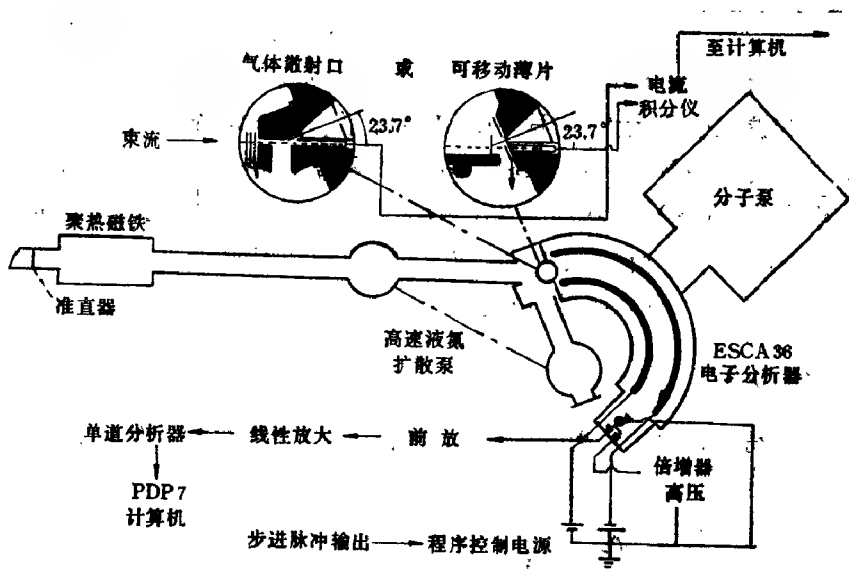 至计算机
气体散射口 或 可移动薄片
电流
积分仪
束流
23.7°
23.7°
分子泵
聚热磁铁
准直器
高速液氮
扩散泵
ESCA 36
电子分析器
单道分析器
线性放大
前放
PDP 7
计算机
倍增器
高压
步进脉冲输出
程序控制电源